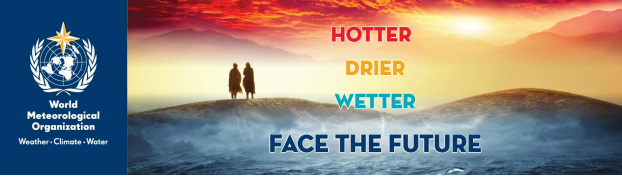 World
Meteorological
Organization
Weather · Climate · Water
HOTTER
DRIER
WETTER
FACE THE FUTURE